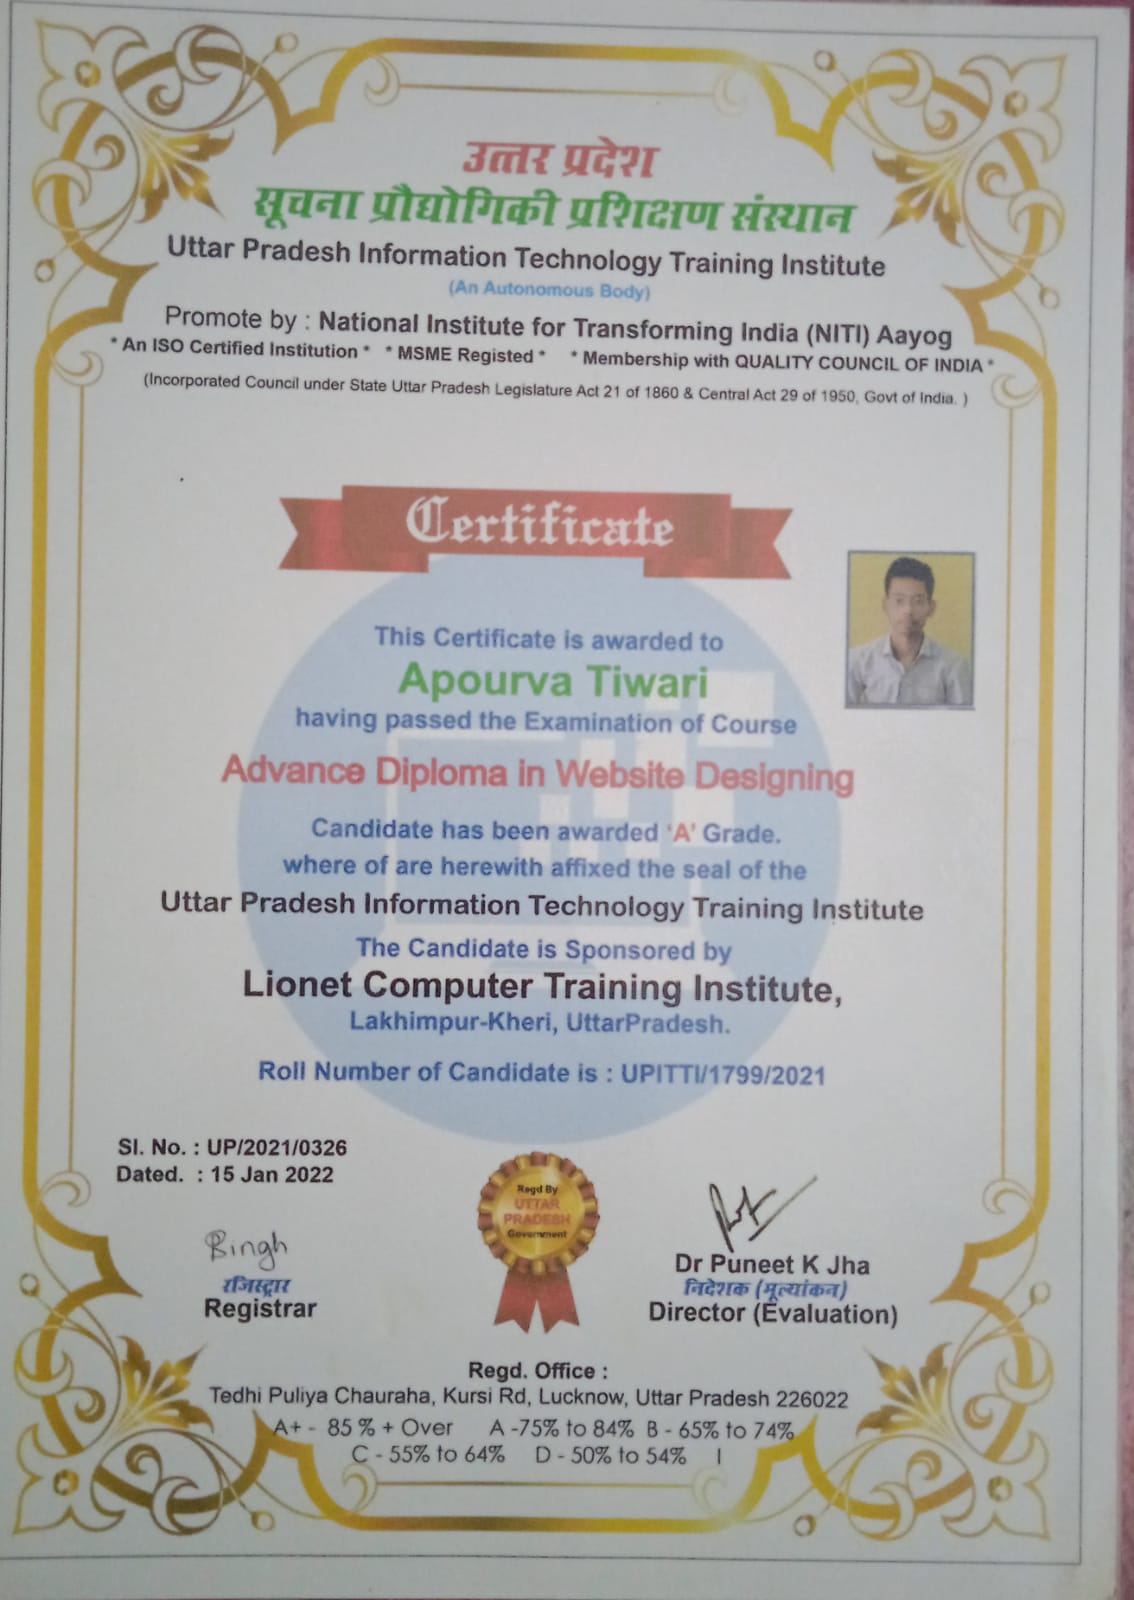 उत्तर प्रदेश
सूचना प्रौद्योगिकी प्रशिक्षण संस्थान
Uttar Pradesh Information Technology Training Institute
(An Autonomous Body)
Promote by : National Institute for Transforming India (NITI) Aayog
* An ISO Certified Institution * * MSME Registed * * Membership with QUALITY COUNCIL OF INDIA *
(Incorporated Council under State Uttar Pradesh Legislature Act 21 of 1860 & Central Act 29 of 1950, Govt of India. )
Certificate
This Certificate is awarded to
Apourva Tiwari
having passed the Examination of Course
Advance Diploma in Website Designing
Candidate has been awarded 'A' Grade.
where of are herewith affixed the seal of the
Uttar Pradesh Information Technology Training Institute
The Candidate is Sponsored by
Lionet Computer Training Institute,
Lakhimpur-Kheri, UttarPradesh.
Roll Number of Candidate is : UPITTI/1799/2021
Sl. No. : UP/2021/0326
Dated. : 15 Jan 2022
Regd By
UTTAR
PRADESH
Government
Singh
रजिस्ट्रार
Registrar
Dr Puneet K Jha
निदेशक (मूल्यांकन)
Director (Evaluation)
Regd. Office :
Tedhi Puliya Chauraha, Kursi Rd, Lucknow, Uttar Pradesh 226022
A+ - 85 % + Over A -75% to 84% B - 65% to 74%
C - 55% to 64% D - 50% to 54% I